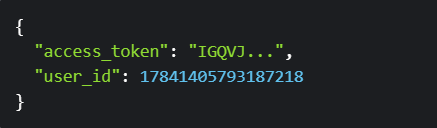 {
  "access_token": "IGQVJ...",
  "user_id": 17841405793187218
}